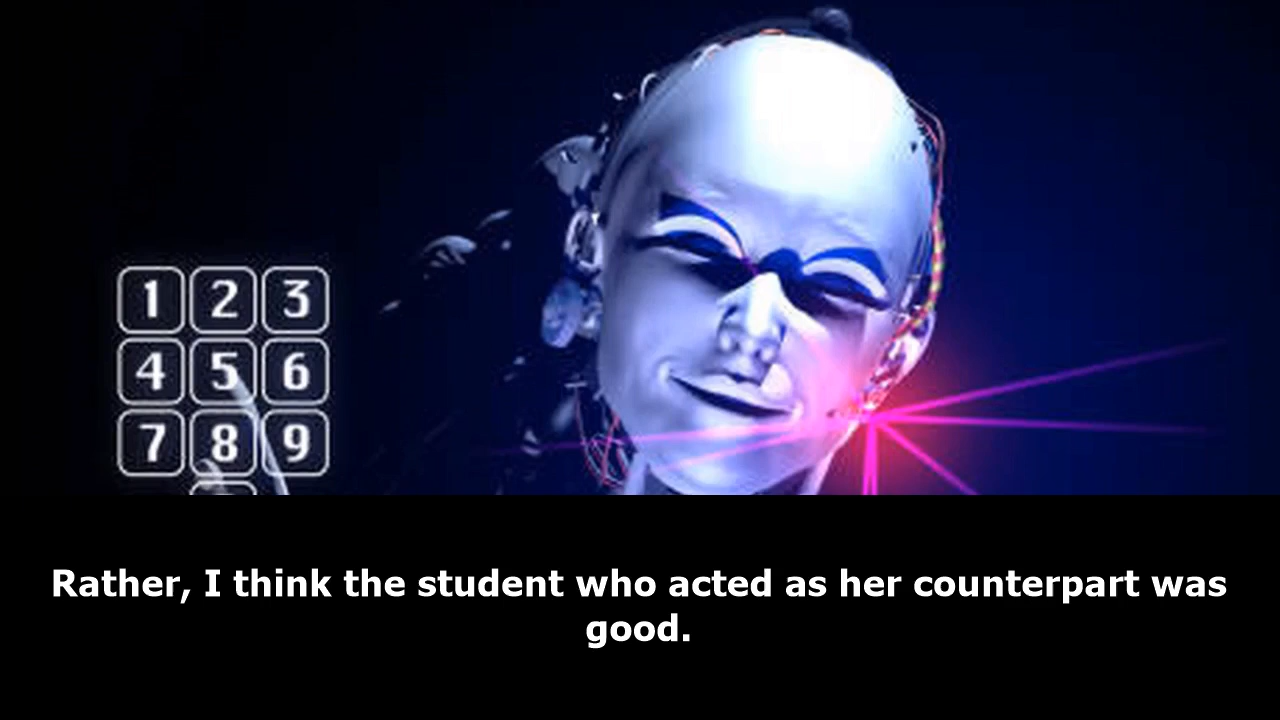 1 2 3
4 5 6
7 8 9
Rather, I think the student who acted as her counterpart was
good.